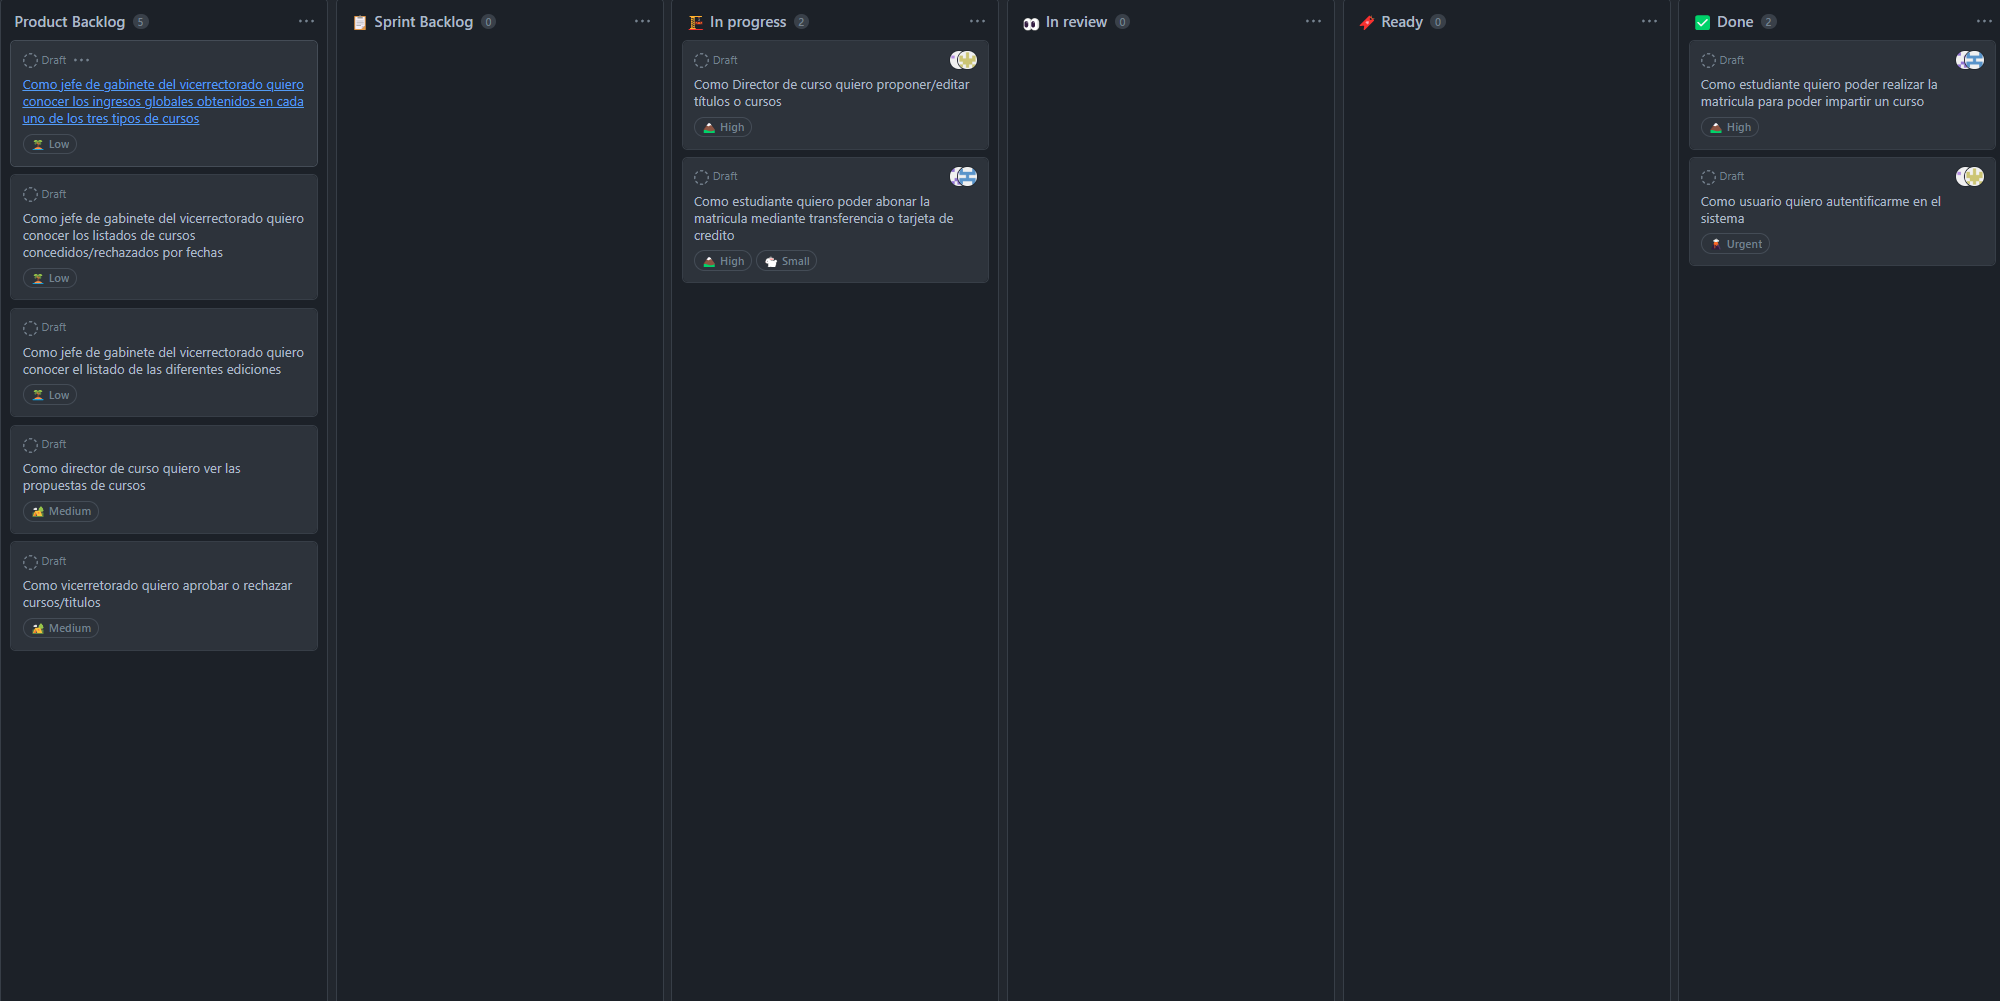 Product Backlog 5
Draft
Como jefe de gabinete del vicerrectorado quiero
conocer los ingresos globales obtenidos en cada
uno de los tres tipos de cursos
Low
Draft
Como jefe de gabinete del vicerrectorado quiero
conocer los listados de cursos
concedidos/rechazados por fechas
Low
Draft
Como jefe de gabinete del vicerrectorado quiero
conocer el listado de las diferentes ediciones
Low
Draft
Como director de curso quiero ver las
propuestas de cursos
Medium
Draft
Como vicerretorado quiero aprobar o rechazar
cursos/titulos
Medium
Sprint Backlog 0
In progress 2
Draft
Como Director de curso quiero proponer/editar
títulos o cursos
High
Draft
Como estudiante quiero poder abonar la
matricula mediante transferencia o tarjeta de
credito
High Small
In review 0
Ready 0
Done 2
Draft
Como estudiante quiero poder realizar la
matricula para poder impartir un curso
High
Draft
Como usuario quiero autentificarme en el
sistema
Urgent